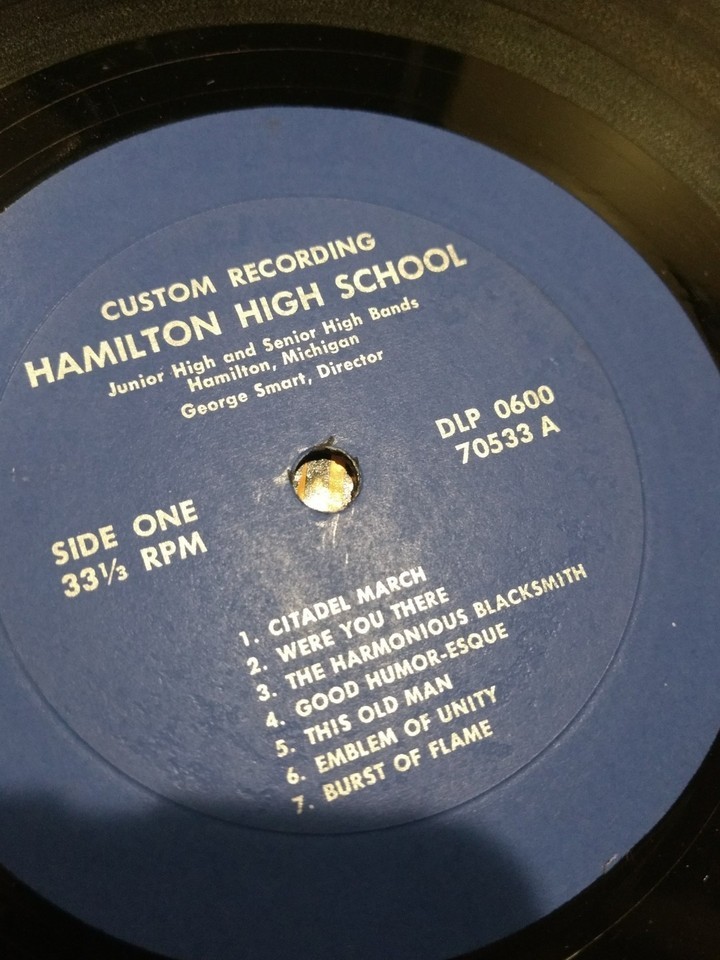 CUSTOM RECORDING
HAMILTON HIGH SCHOOL
Junior High and Senior High Bands
Hamilton, Michigan
George Smart, Director
DLP 0600
70533 A
SIDE ONE
33⅓ RPM
1. CITADEL MARCH
2. WERE YOU THERE
3. THE HARMONIOUS BLACKSMITH
4. GOOD HUMOR-ESQUE
5. THIS OLD MAN
6. EMBLEM OF UNITY
7. BURST OF FLAME